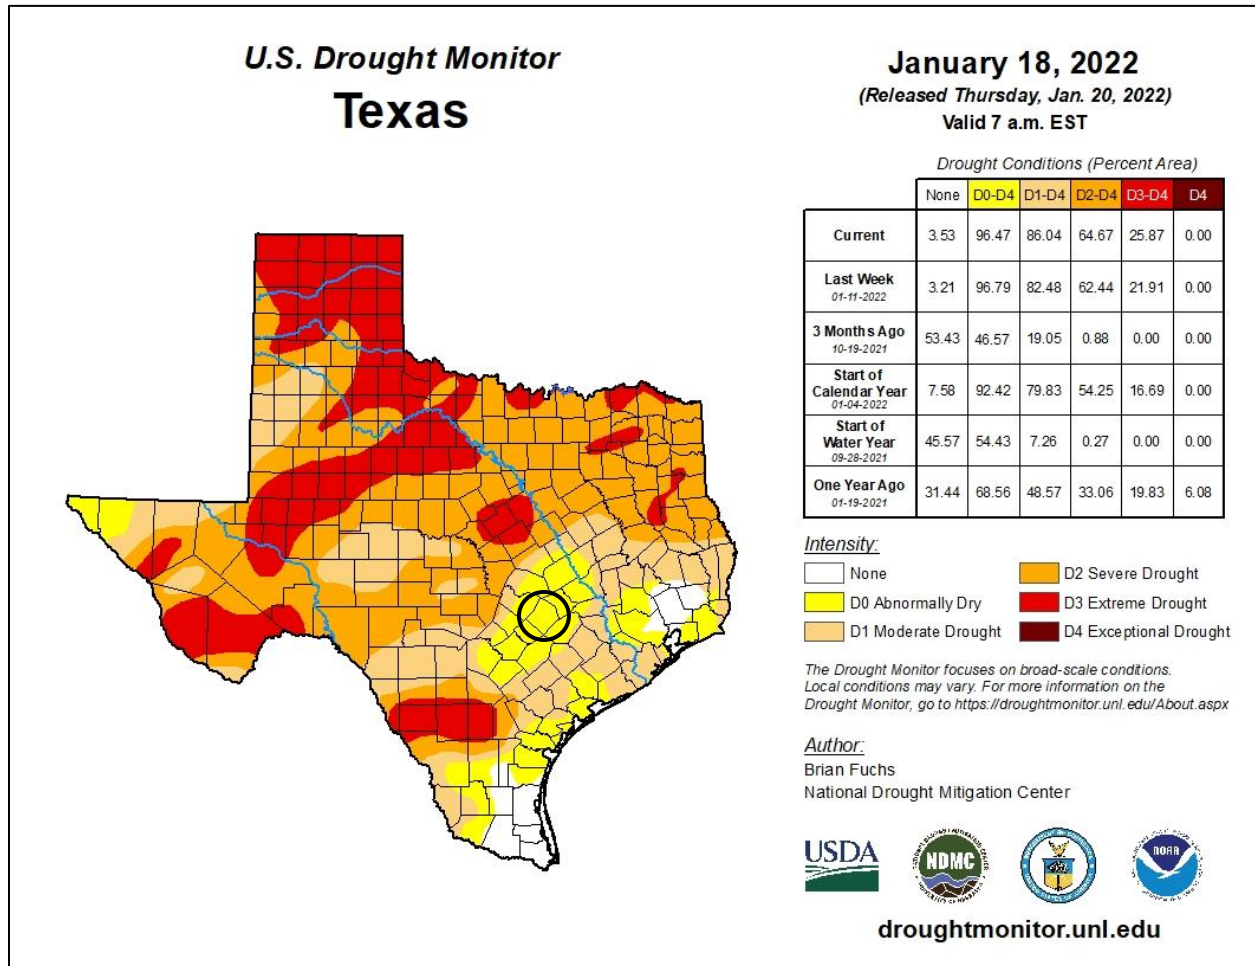 U.S. Drought Monitor
Texas
January 18, 2022
(Released Thursday, Jan. 20, 2022)
Valid 7 a.m. EST
Drought Conditions (Percent Area)
None D0-D4 D1-D4 D2-D4 D3-D4 D4
Current 3.53 96.47 86.04 64.67 25.87 0.00
Last Week
01-11-2022 3.21 96.79 82.48 62.44 21.91 0.00
3 Months Ago
10-19-2021 53.43 46.57 19.05 0.88 0.00 0.00
Start of
Calendar Year
01-04-2022 7.58 92.42 79.83 54.25 16.69 0.00
Start of
Water Year
09-28-2021 45.57 54.43 7.26 0.27 0.00 0.00
One Year Ago
01-19-2021 31.44 68.56 48.57 33.06 19.83 6.08
Intensity:
None
D0 Abnormally Dry
D1 Moderate Drought
D2 Severe Drought
D3 Extreme Drought
D4 Exceptional Drought
The Drought Monitor focuses on broad-scale conditions.
Local conditions may vary. For more information on the
Drought Monitor, go to https://droughtmonitor.unl.edu/About.aspx
Author:
Brian Fuchs
National Drought Mitigation Center
USDA
NDMC
NOAA
droughtmonitor.unl.edu